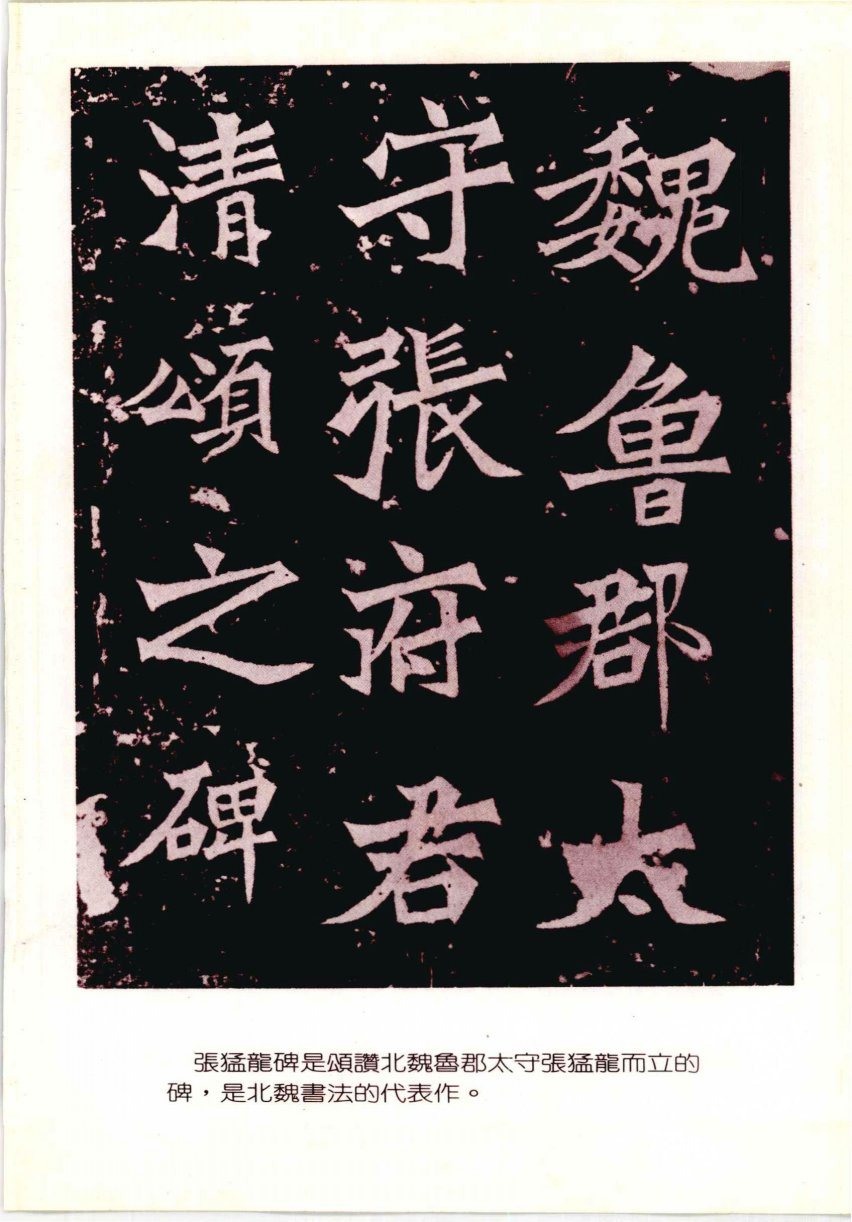 魏魯郡太
守張府君
清頌之碑
張猛龍碑是頌讚北魏魯郡太守張猛龍而立的
碑，是北魏書法的代表作。